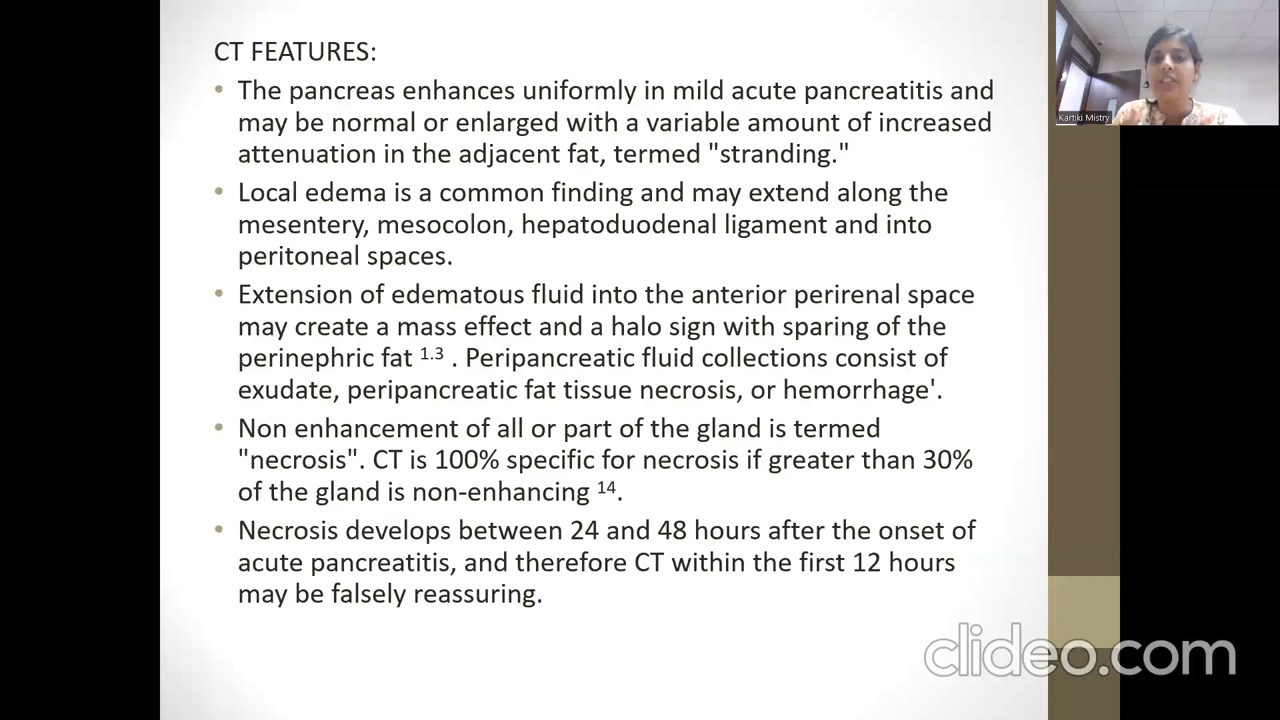 CT FEATURES:
• The pancreas enhances uniformly in mild acute pancreatitis and
may be normal or enlarged with a variable amount of increased
attenuation in the adjacent fat, termed "stranding."
• Local edema is a common finding and may extend along the
mesentery, mesocolon, hepatoduodenal ligament and into
peritoneal spaces.
• Extension of edematous fluid into the anterior perirenal space
may create a mass effect and a halo sign with sparing of the
perinephric fat 1.3 . Peripancreatic fluid collections consist of
exudate, peripancreatic fat tissue necrosis, or hemorrhage'.
• Non enhancement of all or part of the gland is termed
"necrosis". CT is 100% specific for necrosis if greater than 30%
of the gland is non-enhancing 14.
• Necrosis develops between 24 and 48 hours after the onset of
acute pancreatitis, and therefore CT within the first 12 hours
may be falsely reassuring.
Kartiki Mistry
clideo.com